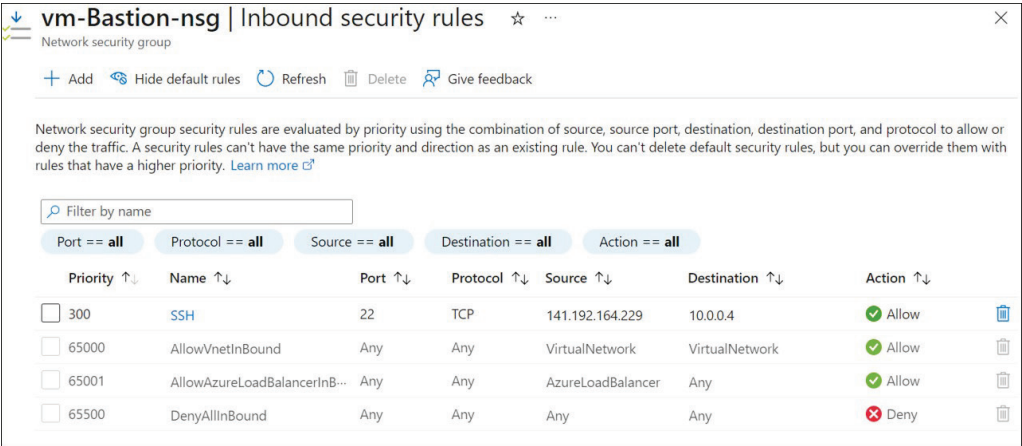 vm-Bastion-nsg | Inbound security rules ☆ ...
Network security group
Add Hide default rules Refresh Delete Give feedback
Network security group security rules are evaluated by priority using the combination of source, source port, destination, destination port, and protocol to allow or
deny the traffic. A security rules can't have the same priority and direction as an existing rule. You can't delete default security rules, but you can override them with
rules that have a higher priority. Learn more
Filter by name
Port == all Protocol == all Source == all Destination == all Action == all
Priority ↑↓ Name ↑↓ Port ↑↓ Protocol ↑↓ Source ↑↓ Destination ↑↓ Action ↑↓
300 SSH 22 TCP 141.192.164.229 10.0.0.4 Allow
65000 AllowVnetInBound Any Any VirtualNetwork VirtualNetwork Allow
65001 AllowAzureLoadBalancerInB... Any Any AzureLoadBalancer Any Allow
65500 DenyAllInBound Any Any Any Any Deny